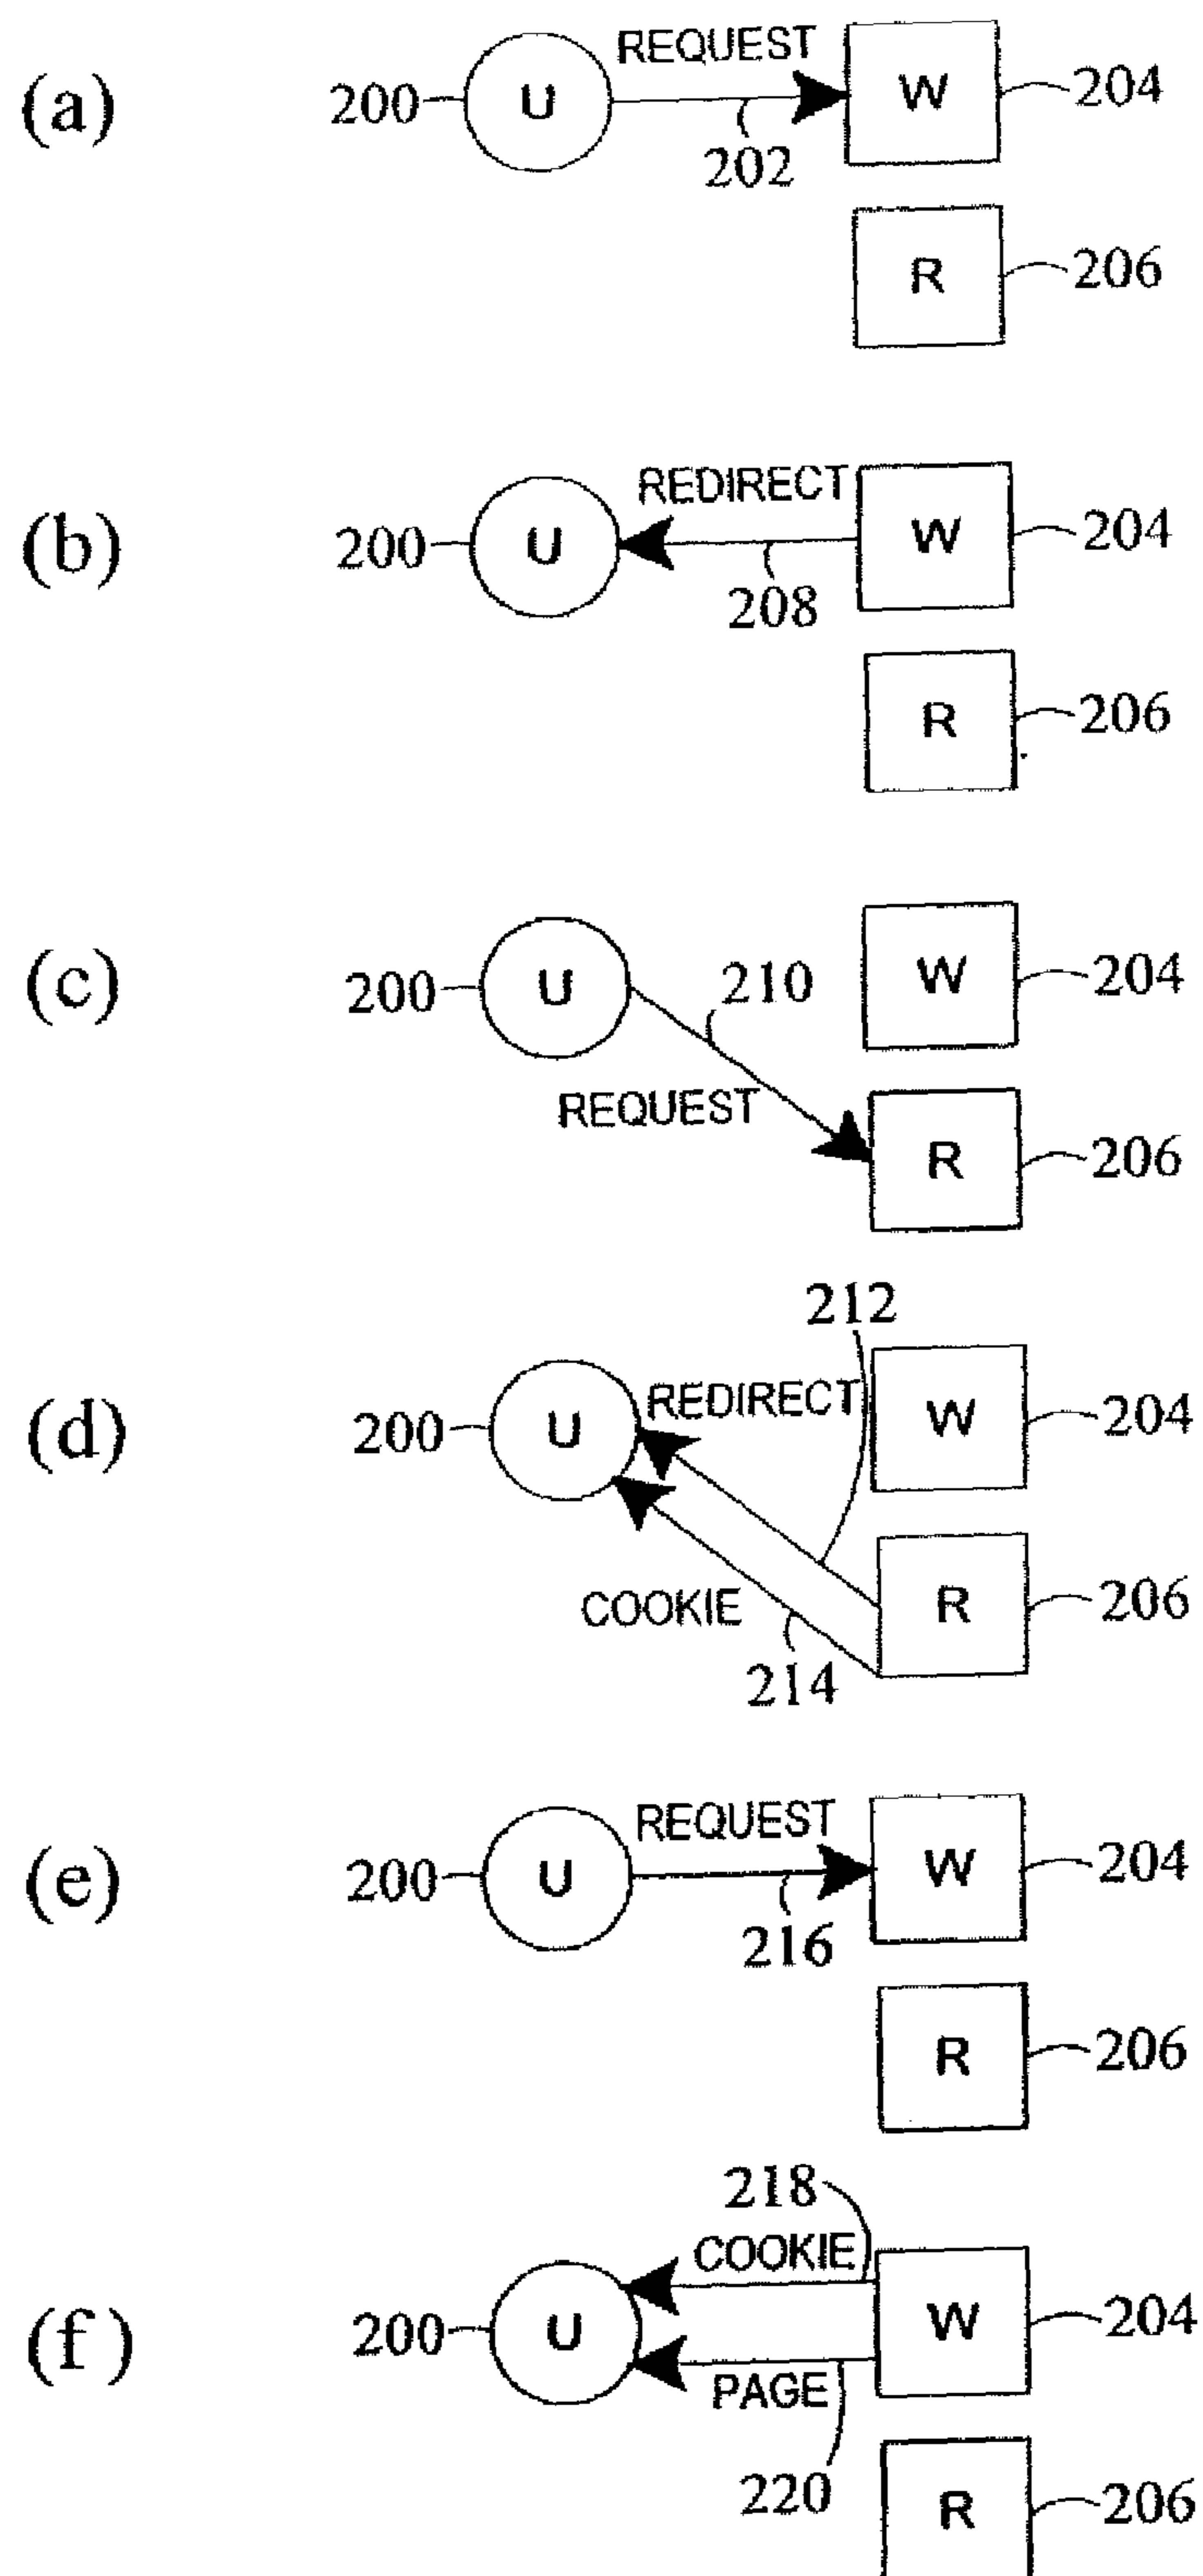 (a) 200 U REQUEST 202 W 204
R 206
(b) 200 U REDIRECT 208 W 204
R 206
(c) 200 U 210 W 204
REQUEST R 206
212
(d) 200 U REDIRECT W 204
COOKIE 214 R 206
(e) 200 U REQUEST 216 W 204
R 206
218
COOKIE
(f) 200 U W 204
PAGE
220 R 206